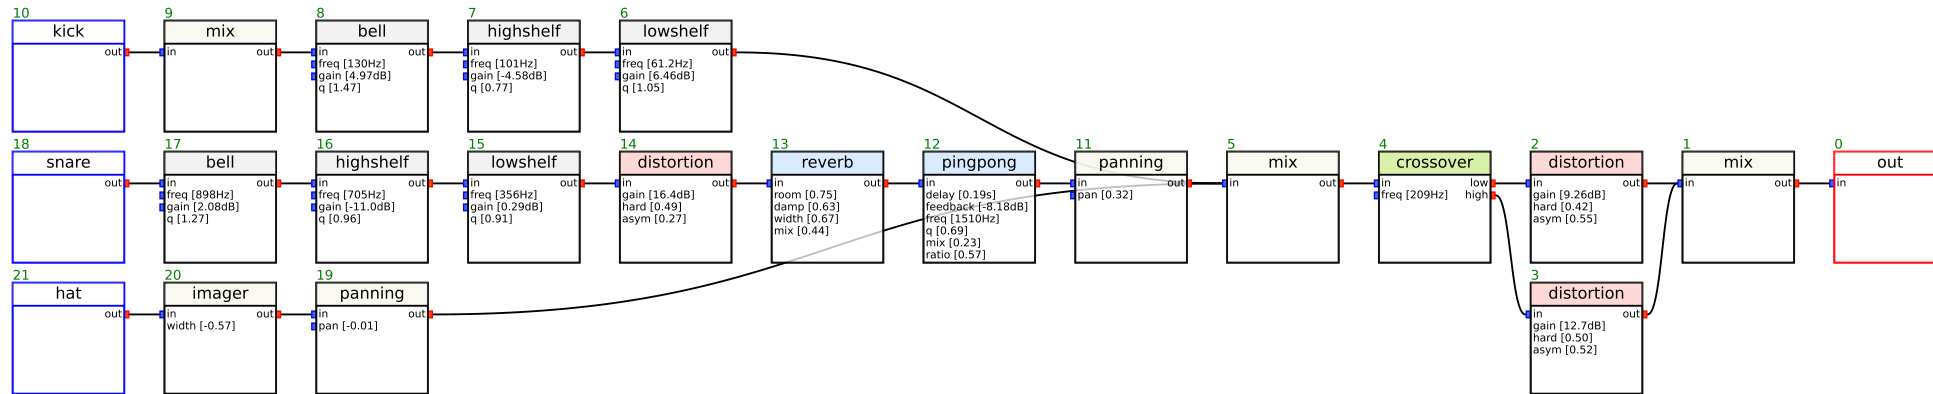 10
kick
out
9
mix
in out
8
bell
in out
freq [130Hz]
gain [4.97dB]
q [1.47]
7
highshelf
in out
freq [101Hz]
gain [-4.58dB]
q [0.77]
6
lowshelf
in out
freq [61.2Hz]
gain [6.46dB]
q [1.05]
18
snare
out
17
bell
in out
freq [898Hz]
gain [2.08dB]
q [1.27]
16
highshelf
in out
freq [705Hz]
gain [-11.0dB]
q [0.96]
15
lowshelf
in out
freq [356Hz]
gain [0.29dB]
q [0.91]
14
distortion
in out
gain [16.4dB]
hard [0.49]
asym [0.27]
13
reverb
in out
room [0.75]
damp [0.63]
width [0.67]
mix [0.44]
12
pingpong
in out
delay [0.19s]
feedback [-8.18dB]
freq [1510Hz]
q [0.69]
mix [0.23]
ratio [0.57]
11
panning
in out
pan [0.32]
5
mix
in out
4
crossover
in low
freq [209Hz] high
2
distortion
in out
gain [9.26dB]
hard [0.42]
asym [0.55]
1
mix
in out
0
out
in
21
hat
out
20
imager
in out
width [-0.57]
19
panning
in out
pan [-0.01]
3
distortion
in out
gain [12.7dB]
hard [0.50]
asym [0.52]